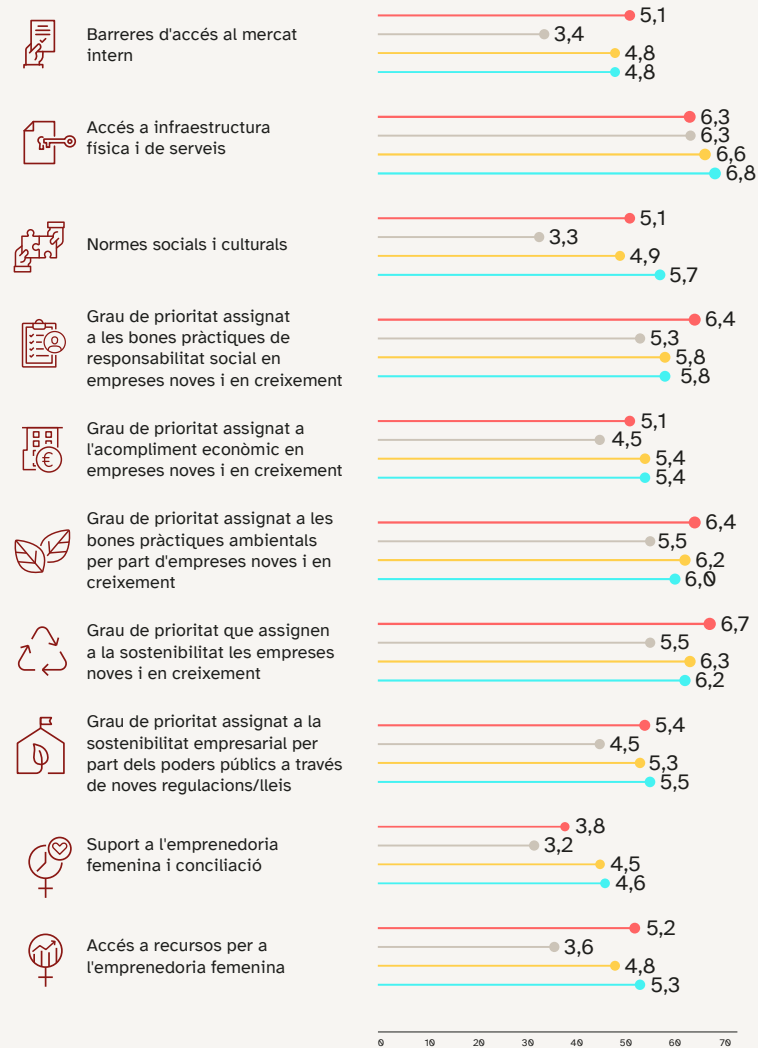 Barreres d'accés al mercat
intern
5,1
3,4
4,8
4,8
Accés a infraestructura
física i de serveis
6,3
6,3
6,6
6,8
Normes socials i culturals
5,1
3,3
4,9
5,7
Grau de prioritat assignat
a les bones pràctiques de
responsabilitat social en
empreses noves i en creixement
6,4
5,3
5,8
5,8
Grau de prioritat assignat a
l'acompliment econòmic en
empreses noves i en creixement
5,1
4,5
5,4
5,4
Grau de prioritat assignat a les
bones pràctiques ambientals
per part d'empreses noves i en
creixement
6,4
5,5
6,2
6,0
Grau de prioritat que assignen
a la sostenibilitat les empreses
noves i en creixement
6,7
5,5
6,3
6,2
Grau de prioritat assignat a la
sostenibilitat empresarial per
part dels poders públics a través
de noves regulacions/lleis
5,4
4,5
5,3
5,5
Suport a l'emprenedoria
femenina i conciliació
3,8
3,2
4,5
4,6
Accés a recursos per a
l'emprenedoria femenina
5,2
3,6
4,8
5,3
0 10 20 30 40 50 60 70